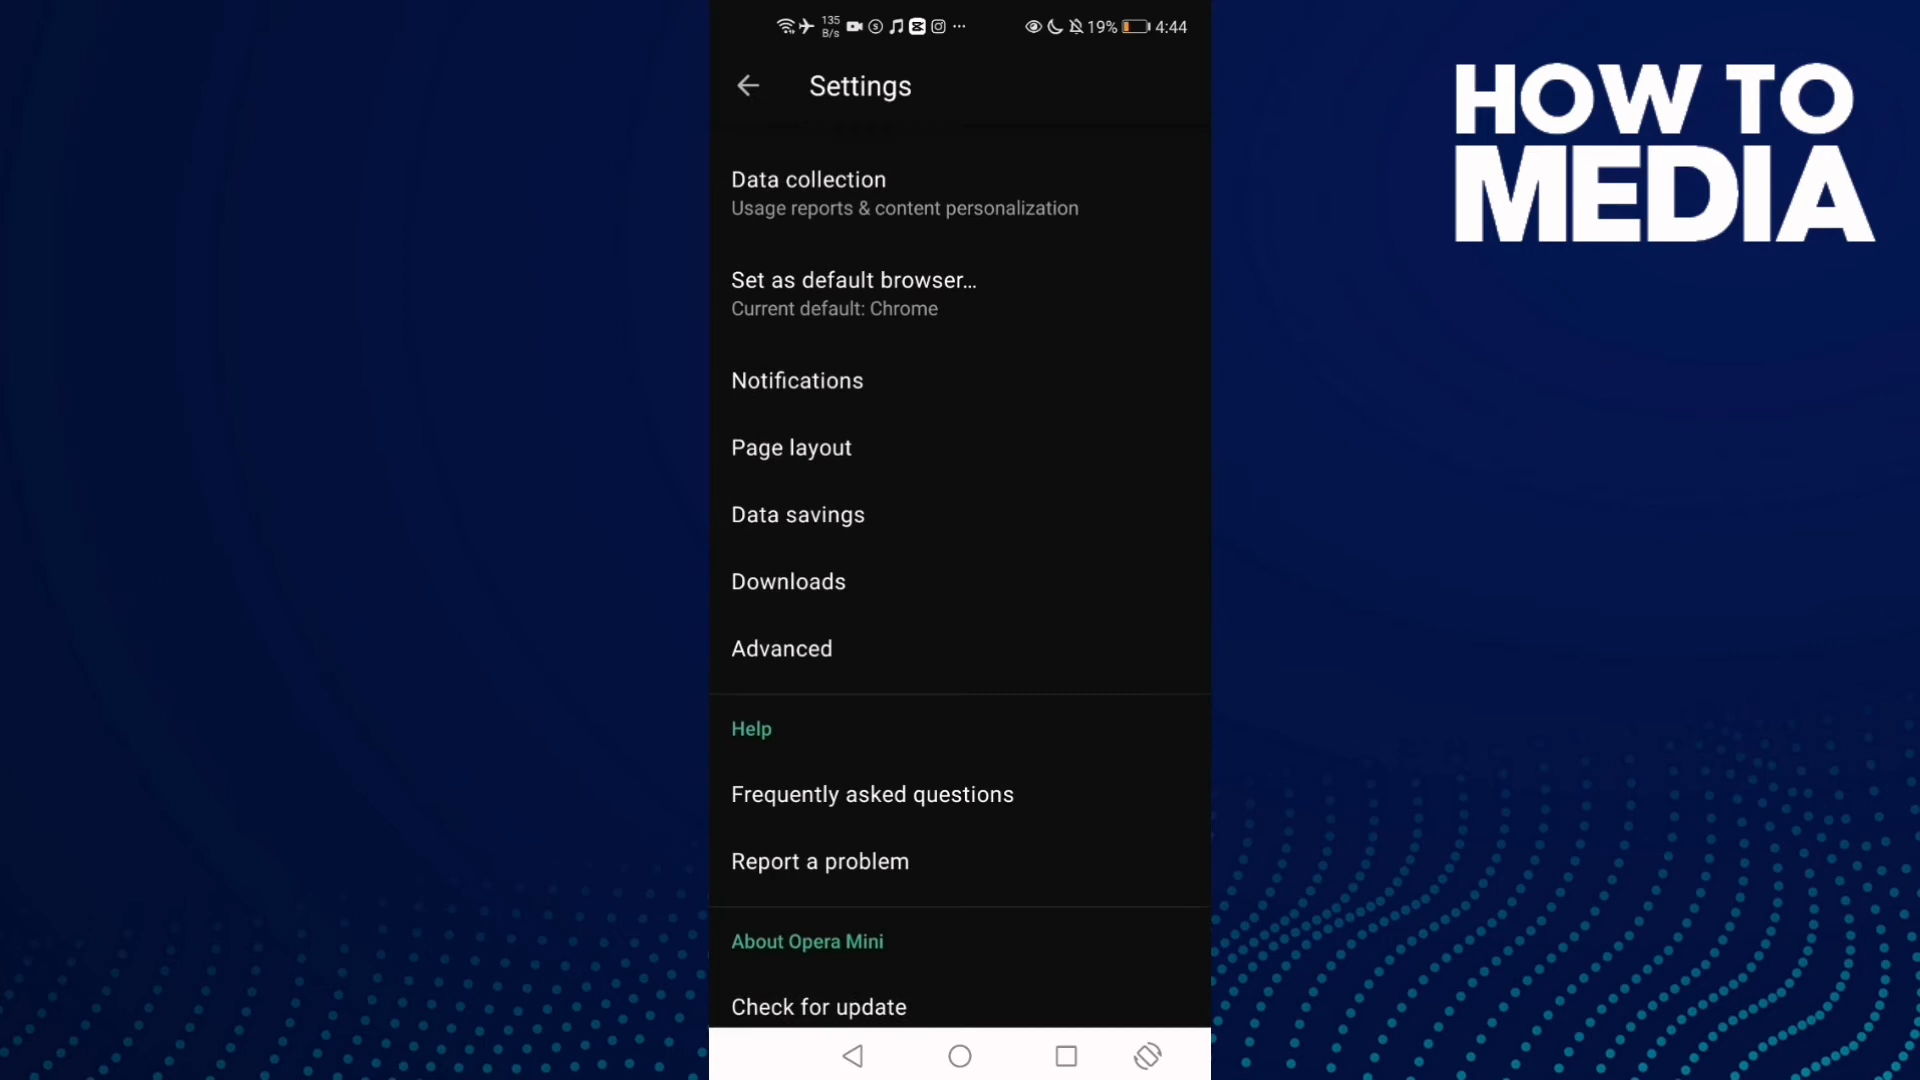 135
B/s
19%
4:44
Settings
HOW TO
MEDIA
Data collection
Usage reports & content personalization
Set as default browser...
Current default: Chrome
Notifications
Page layout
Data savings
Downloads
Advanced
Help
Frequently asked questions
Report a problem
About Opera Mini
Check for update